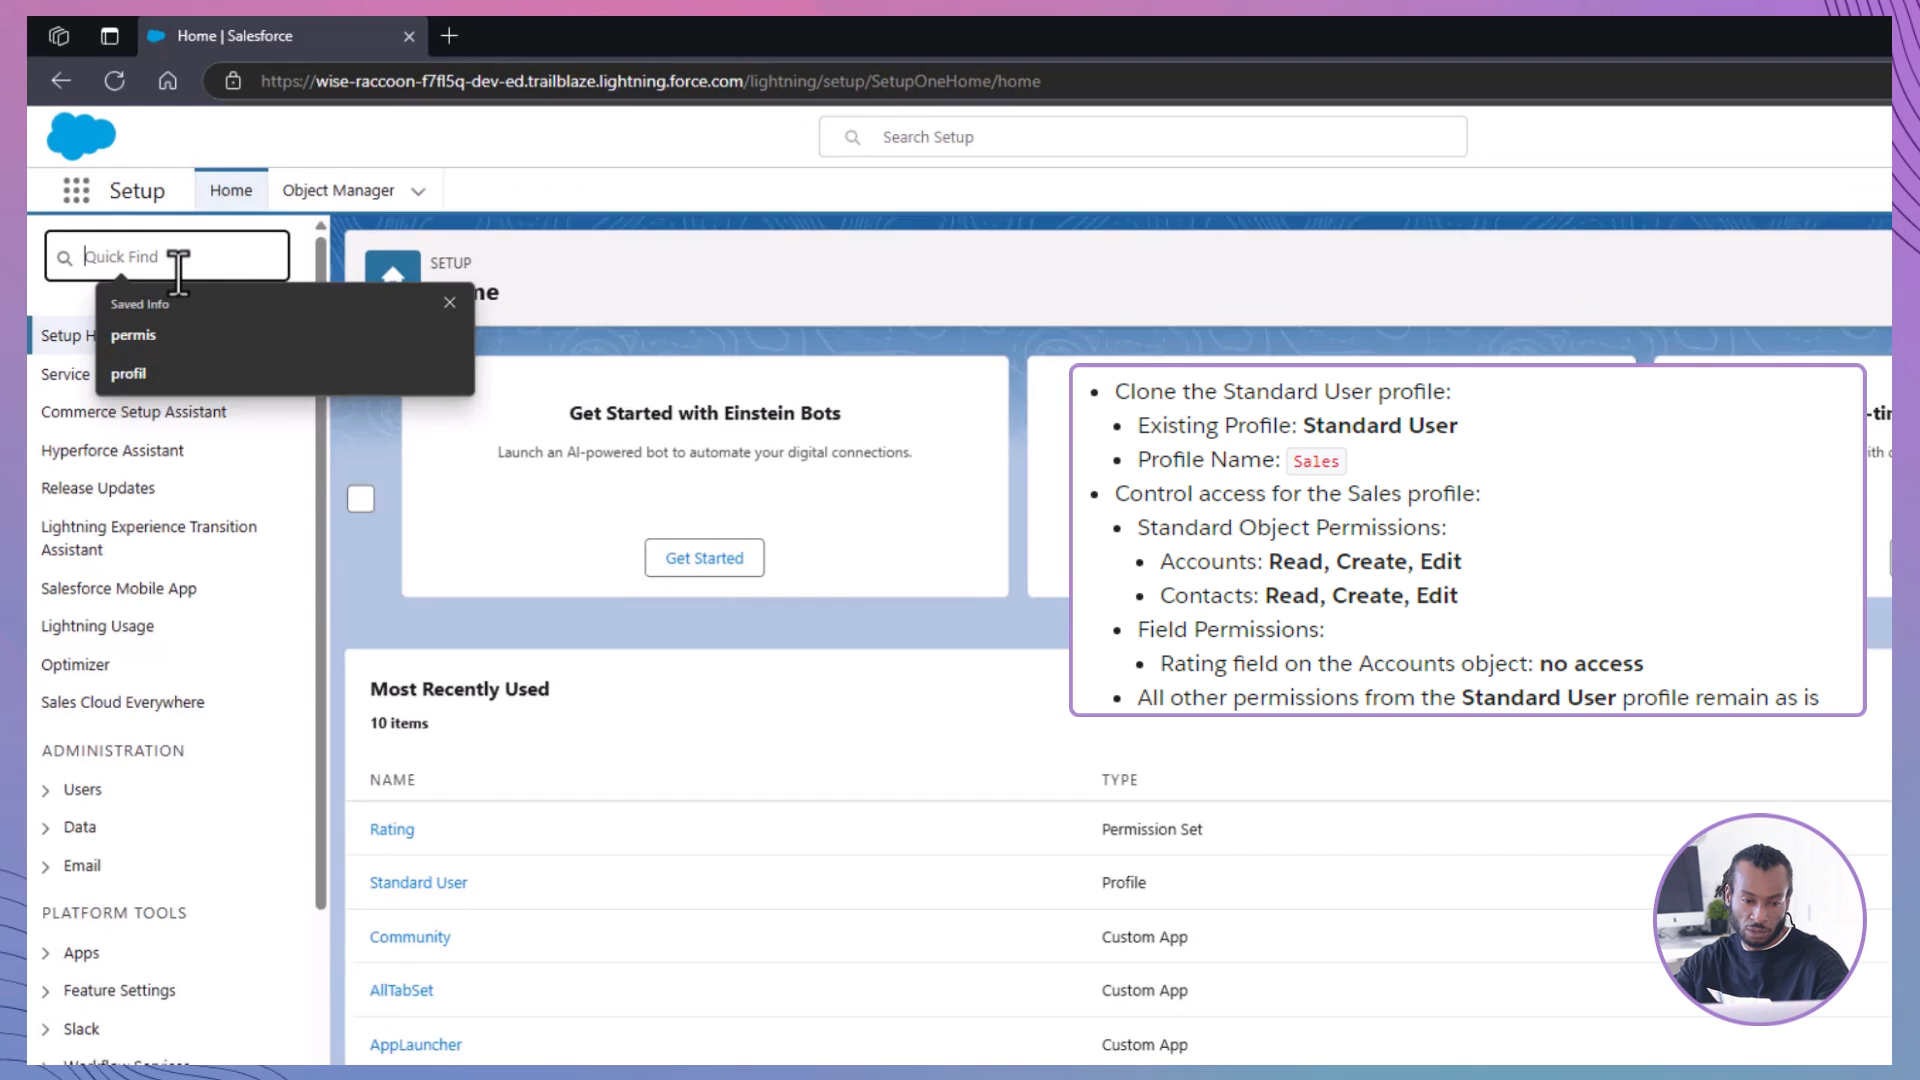 Home | Salesforce
https://wise-raccoon-f7fl5q-dev-ed.trailblaze.lightning.force.com/lightning/setup/SetupOneHome/home
Search Setup
Setup
Home
Object Manager
Quick Find
Saved Info
permis
profil
Setup H
Service
Commerce Setup Assistant
Hyperforce Assistant
Release Updates
Lightning Experience Transition
Assistant
Salesforce Mobile App
Lightning Usage
Optimizer
Sales Cloud Everywhere
ADMINISTRATION
Users
Data
Email
PLATFORM TOOLS
Apps
Feature Settings
Slack
Workflow Services
SETUP
me
Get Started with Einstein Bots
Launch an AI-powered bot to automate your digital connections.
Get Started
Clone the Standard User profile:
Existing Profile: Standard User
Profile Name: Sales
Control access for the Sales profile:
Standard Object Permissions:
Accounts: Read, Create, Edit
Contacts: Read, Create, Edit
Field Permissions:
Rating field on the Accounts object: no access
All other permissions from the Standard User profile remain as is
Most Recently Used
10 items
NAME TYPE
Rating Permission Set
Standard User Profile
Community Custom App
AllTabSet Custom App
AppLauncher Custom App